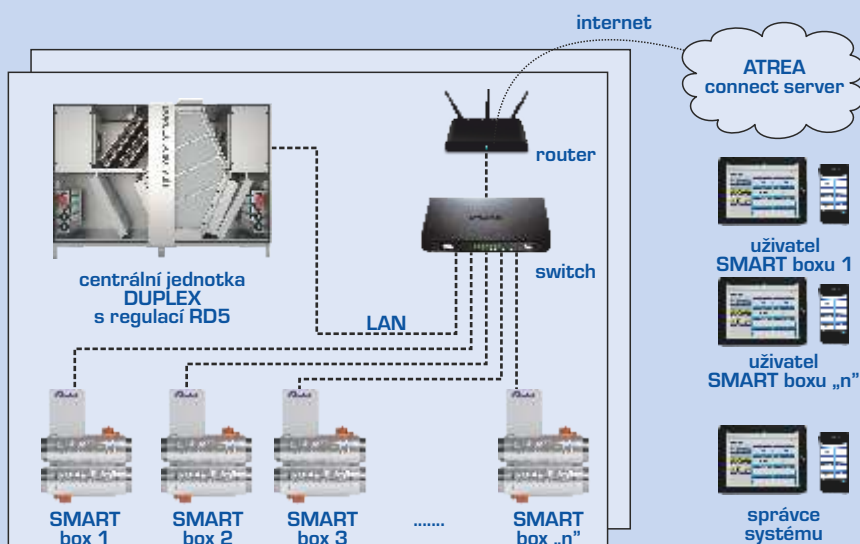 internet
ATREA
connect server
router
switch
centrální jednotka
DUPLEX
s regulací RD5
LAN
uživatel
SMART boxu 1
uživatel
SMART boxu „n”
SMART
box 1
SMART
box 2
SMART
box 3
.......
SMART
box „n”
správce
systému